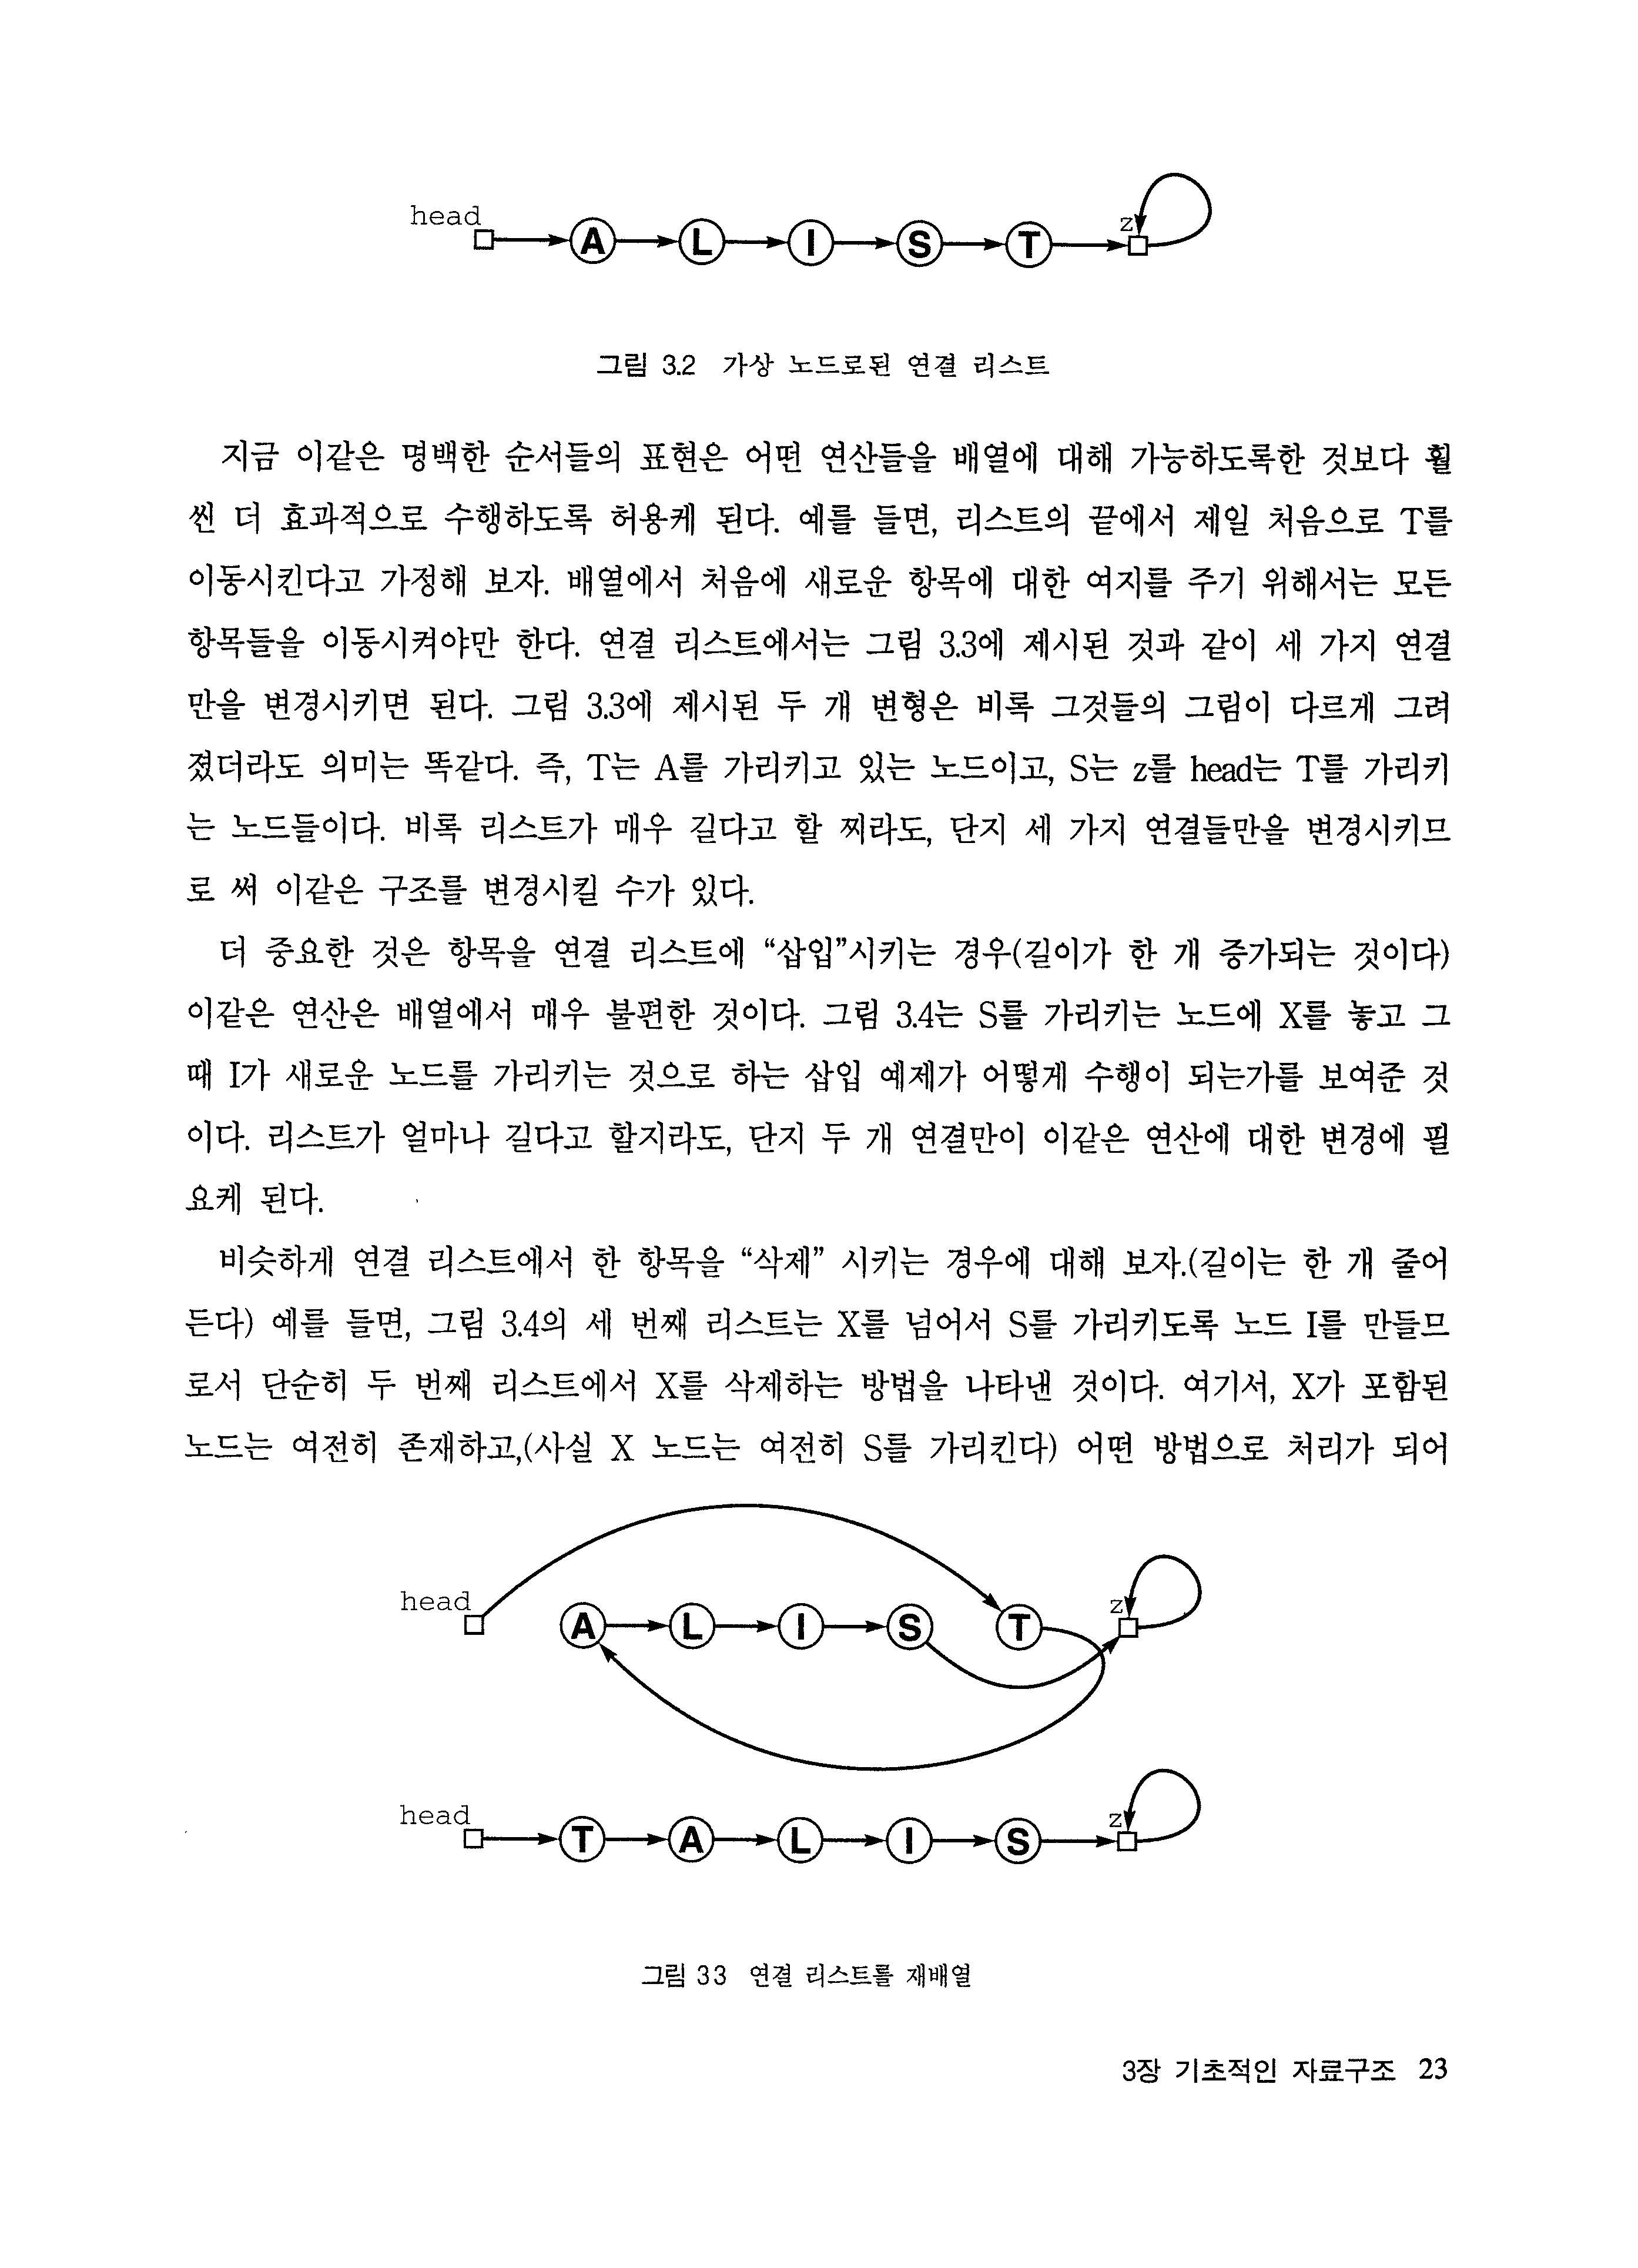 head A L I S T z
그림 3.2 가상 노드로된 연결 리스트
지금 이같은 명백한 순서들의 표현은 어떤 연산들을 배열에 대해 가능하도록한 것보다 훨
씬 더 효과적으로 수행하도록 허용케 된다. 예를 들면, 리스트의 끝에서 제일 처음으로 T를
이동시킨다고 가정해 보자. 배열에서 처음에 새로운 항목에 대한 여지를 주기 위해서는 모든
항목들을 이동시켜야만 한다. 연결 리스트에서는 그림 3.3에 제시된 것과 같이 세 가지 연결
만을 변경시키면 된다. 그림 3.3에 제시된 두 개 변형은 비록 그것들의 그림이 다르게 그려
졌더라도 의미는 똑같다. 즉, T는 A를 가리키고 있는 노드이고, S는 z를 head는 T를 가리키
는 노드들이다. 비록 리스트가 매우 길다고 할 찌라도, 단지 세 가지 연결들만을 변경시키므
로 써 이같은 구조를 변경시킬 수가 있다.
더 중요한 것은 항목을 연결 리스트에 “삽입”시키는 경우(길이가 한 개 증가되는 것이다)
이같은 연산은 배열에서 매우 불편한 것이다. 그림 3.4는 S를 가리키는 노드에 X를 놓고 그
때 I가 새로운 노드를 가리키는 것으로 하는 삽입 예제가 어떻게 수행이 되는가를 보여준 것
이다. 리스트가 얼마나 길다고 할지라도, 단지 두 개 연결만이 이같은 연산에 대한 변경에 필
요케 된다.
비슷하게 연결 리스트에서 한 항목을 “삭제” 시키는 경우에 대해 보자.(길이는 한 개 줄어
든다) 예를 들면, 그림 3.4의 세 번째 리스트는 X를 넘어서 S를 가리키도록 노드 I를 만들므
로서 단순히 두 번째 리스트에서 X를 삭제하는 방법을 나타낸 것이다. 여기서, X가 포함된
노드는 여전히 존재하고,(사실 X 노드는 여전히 S를 가리킨다) 어떤 방법으로 처리가 되어
head A L I S T z
head T A L I S z
그림 3 3 연결 리스트를 재배열
3장 기초적인 자료구조 23